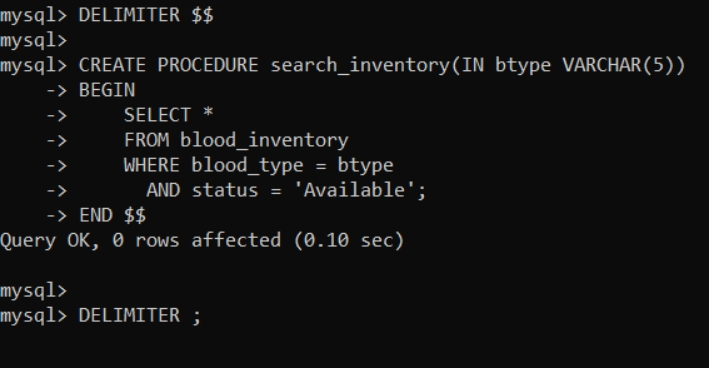 mysql> DELIMITER $$
mysql>
mysql> CREATE PROCEDURE search_inventory(IN btype VARCHAR(5))
    -> BEGIN
    ->     SELECT *
    ->     FROM blood_inventory
    ->     WHERE blood_type = btype
    ->       AND status = 'Available';
    -> END $$
Query OK, 0 rows affected (0.10 sec)

mysql>
mysql> DELIMITER ;